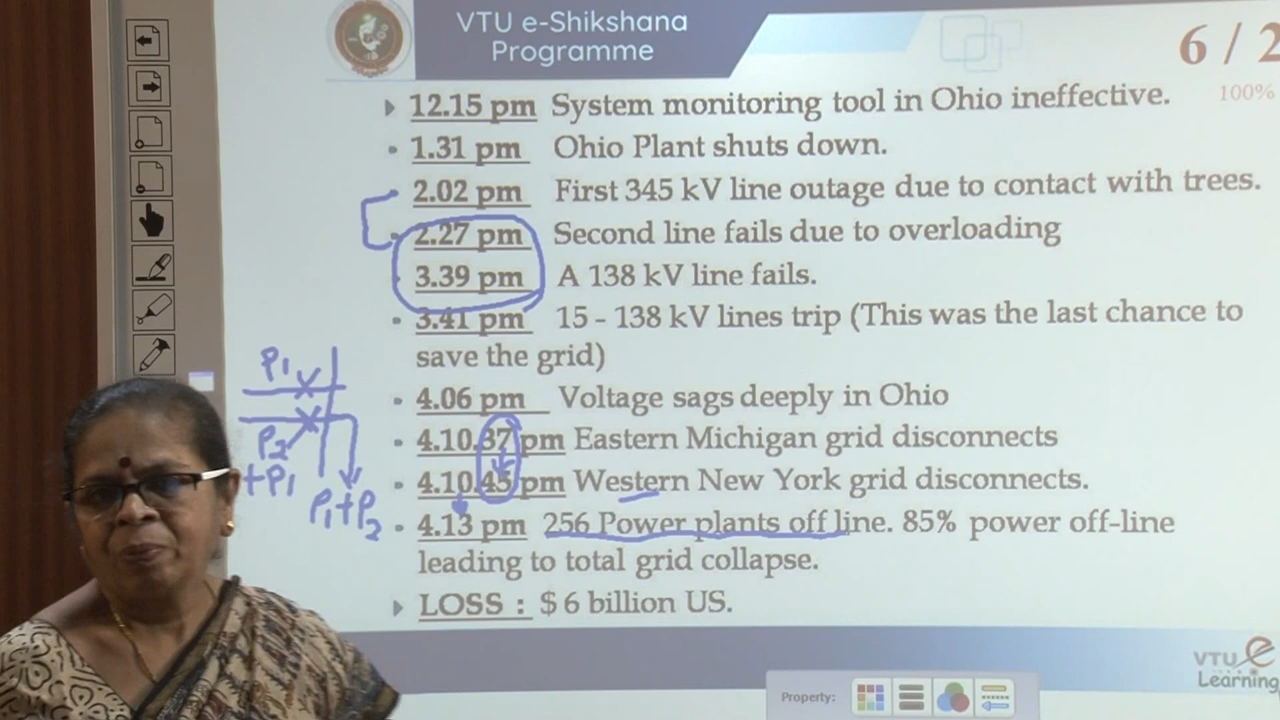 VTU e-Shikshana
Programme
6 / 2
100%
12.15 pm System monitoring tool in Ohio ineffective.
1.31 pm Ohio Plant shuts down.
2.02 pm First 345 kV line outage due to contact with trees.
2.27 pm Second line fails due to overloading
3.39 pm A 138 kV line fails.
3.41 pm 15 - 138 kV lines trip (This was the last chance to
save the grid)
4.06 pm Voltage sags deeply in Ohio
4.10.37 pm Eastern Michigan grid disconnects
4.10.45 pm Western New York grid disconnects.
4.13 pm 256 Power plants off line. 85% power off-line
leading to total grid collapse.
LOSS : $ 6 billion US.
P1
P2
+P1
P1+P2
VTU e
Learning
Property: